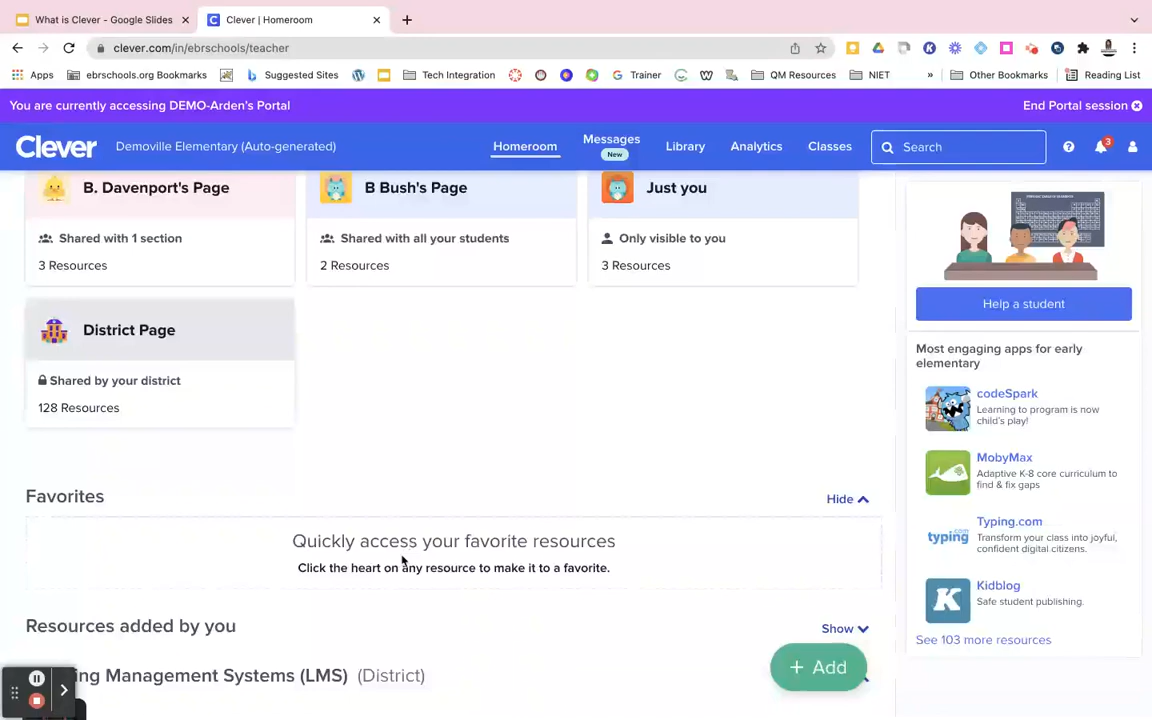 What is Clever - Google Slides
Clever | Homeroom
clever.com/in/ebrschools/teacher
Apps
ebrschools.org Bookmarks
Suggested Sites
Tech Integration
Trainer
QM Resources
NIET
»
Other Bookmarks
Reading List
You are currently accessing DEMO-Arden's Portal
End Portal session
Clever
Demoville Elementary (Auto-generated)
Homeroom
Messages
New
Library
Analytics
Classes
Search
3
B. Davenport's Page
Shared with 1 section
3 Resources
B Bush's Page
Shared with all your students
2 Resources
Just you
Only visible to you
3 Resources
District Page
Shared by your district
128 Resources
Favorites
Hide
Quickly access your favorite resources
Click the heart on any resource to make it to a favorite.
Resources added by you
Show
ing Management Systems (LMS) (District)
+ Add
Help a student
Most engaging apps for early
elementary
codeSpark
Learning to program is now
child's play!
MobyMax
Adaptive K-8 core curriculum to
find & fix gaps
typing
Typing.com
Transform your class into joyful,
confident digital citizens.
K
Kidblog
Safe student publishing.
See 103 more resources